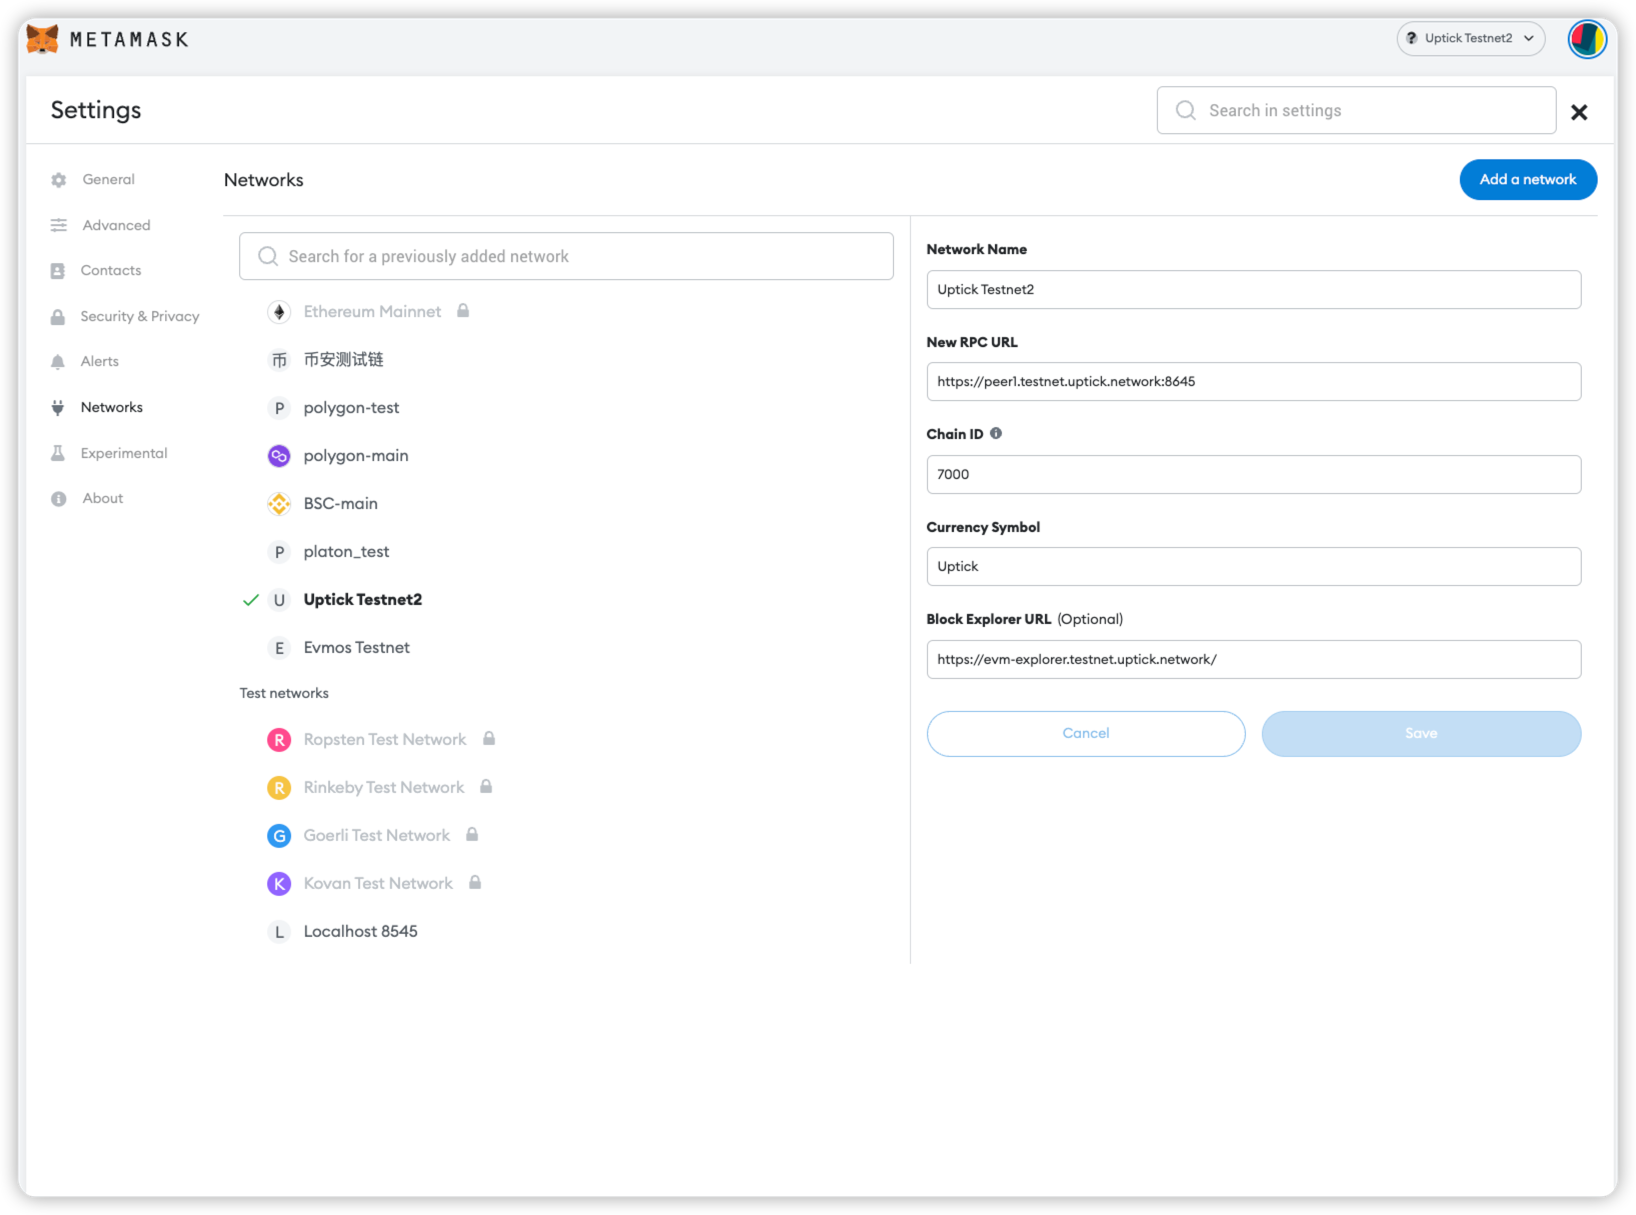 METAMASK
Uptick Testnet2
Settings
Search in settings
General
Advanced
Contacts
Security & Privacy
Alerts
Networks
Experimental
About
Networks
Add a network
Search for a previously added network
Ethereum Mainnet
币 币安测试链
P polygon-test
polygon-main
BSC-main
P platon_test
U Uptick Testnet2
E Evmos Testnet
Test networks
R Ropsten Test Network
R Rinkeby Test Network
G Goerli Test Network
K Kovan Test Network
L Localhost 8545
Network Name
Uptick Testnet2
New RPC URL
https://peer1.testnet.uptick.network:8645
Chain ID
7000
Currency Symbol
Uptick
Block Explorer URL (Optional)
https://evm-explorer.testnet.uptick.network/
Cancel
Save